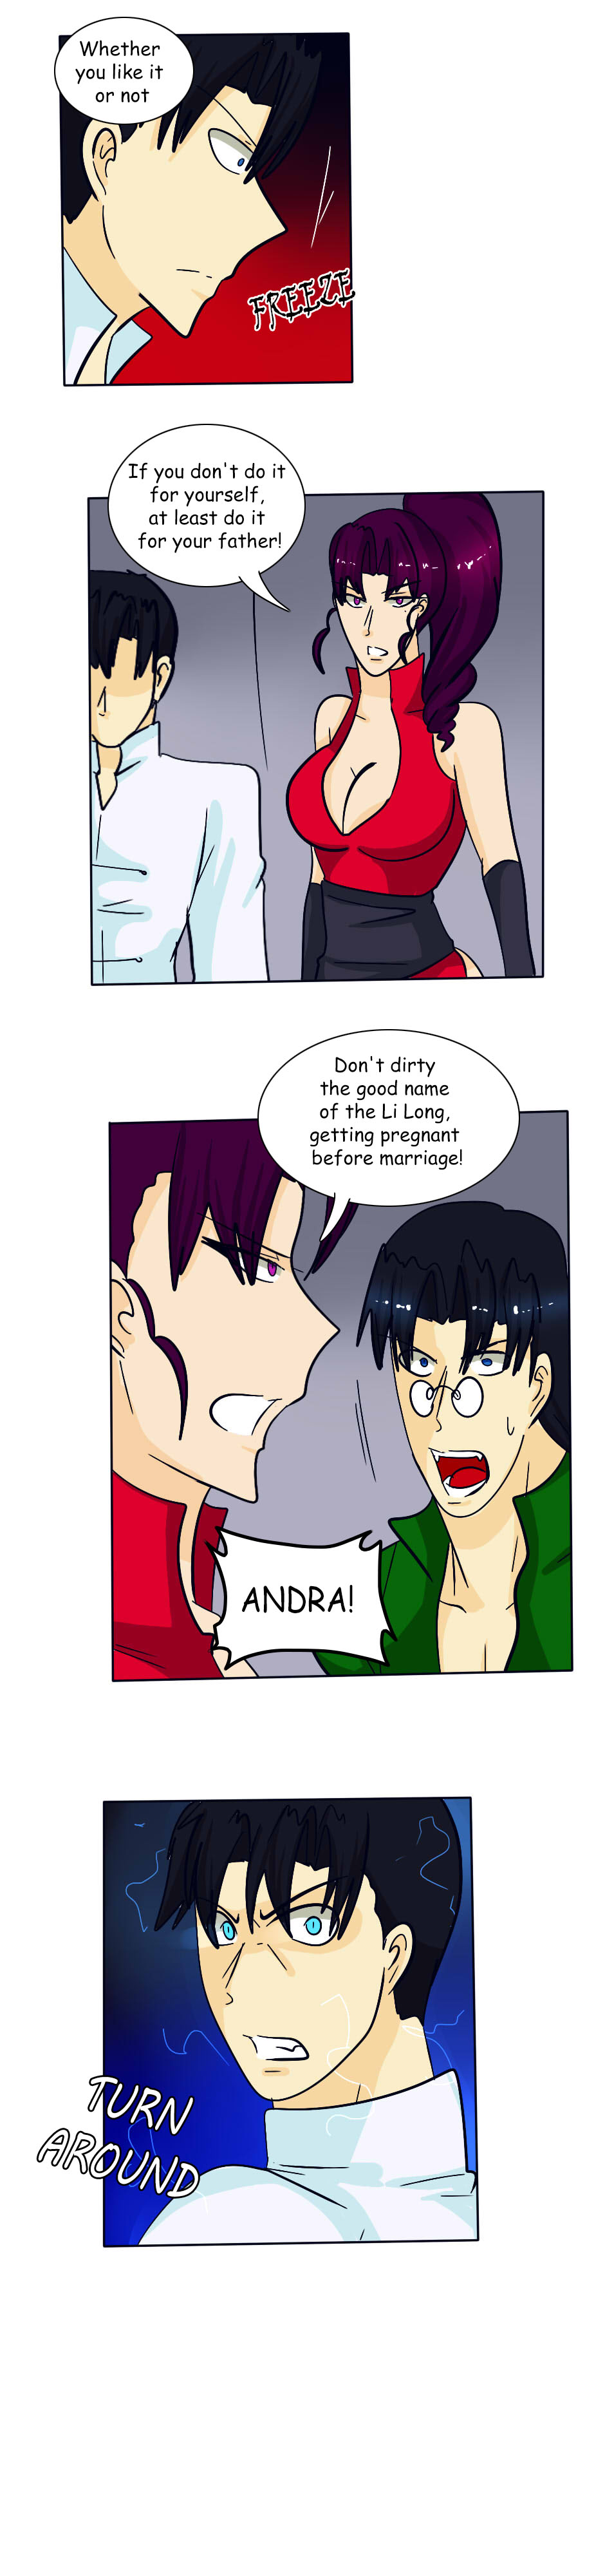 Whether
you like it
or not
FREEZE
If you don't do it
for yourself,
at least do it
for your father!
Don't dirty
the good name
of the Li Long,
getting pregnant
before marriage!
ANDRA!
TURN
AROUND